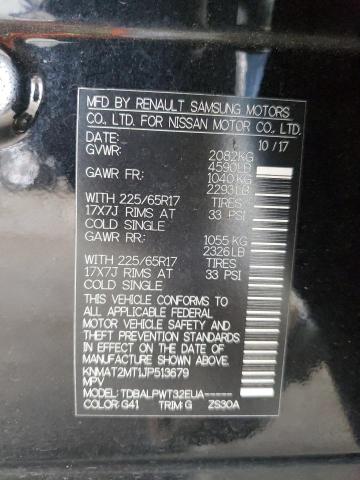 MFD BY RENAULT SAMSUNG MOTORS
CO., LTD. FOR NISSAN MOTOR CO., LTD.
DATE: 10/17
GVWR: 2082KG
4590LB
GAWR FR: 1040KG
2293LB
WITH 225/65R17 TIRES
17X7J RIMS AT 33 PSI
COLD SINGLE
GAWR RR: 1055KG
2326LB
WITH 225/65R17 TIRES
17X7J RIMS AT 33 PSI
COLD SINGLE
THIS VEHICLE CONFORMS TO
ALL APPLICABLE FEDERAL
MOTOR VEHICLE SAFETY AND
THEFT PREVENTION STANDARDS
IN EFFECT ON THE DATE OF
MANUFACTURE SHOWN ABOVE.
KNMAT2MT1JP513679
MPV
MODEL: TDBALPWT32EUA-----
COLOR: G41 TRIM: G ZS30A